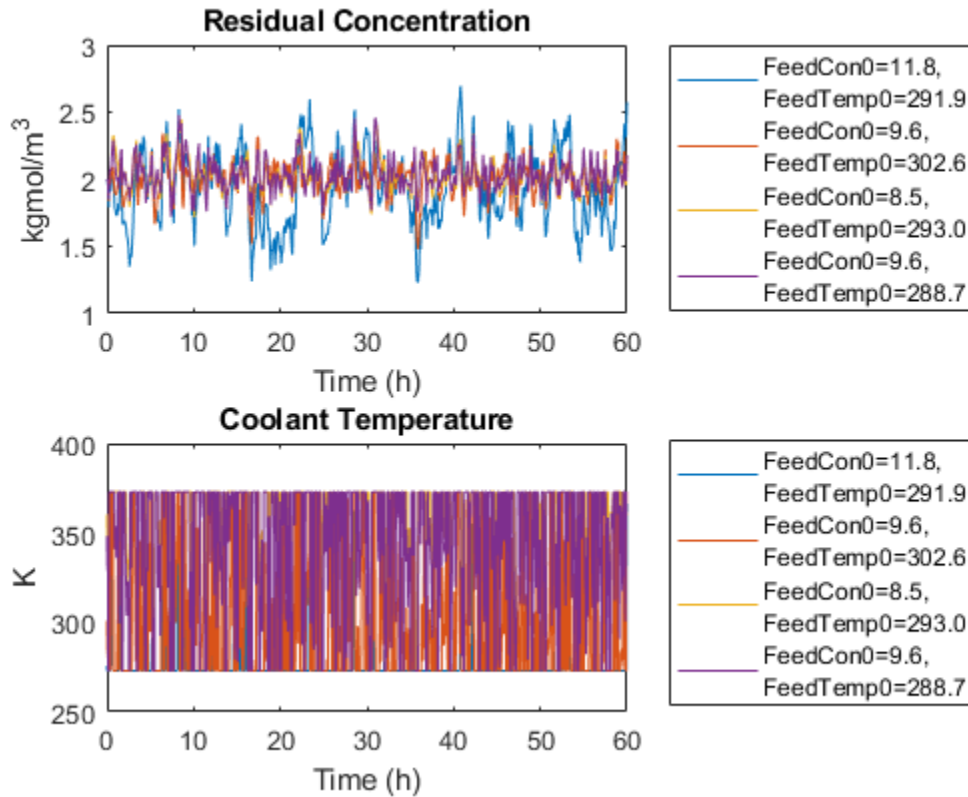 Residual Concentration
3
2.5
2
1.5
1
kgmol/m³
0 10 20 30 40 50 60
Time (h)
FeedCon0=11.8,
FeedTemp0=291.9
FeedCon0=9.6,
FeedTemp0=302.6
FeedCon0=8.5,
FeedTemp0=293.0
FeedCon0=9.6,
FeedTemp0=288.7
Coolant Temperature
400
350
300
250
K
0 10 20 30 40 50 60
Time (h)
FeedCon0=11.8,
FeedTemp0=291.9
FeedCon0=9.6,
FeedTemp0=302.6
FeedCon0=8.5,
FeedTemp0=293.0
FeedCon0=9.6,
FeedTemp0=288.7